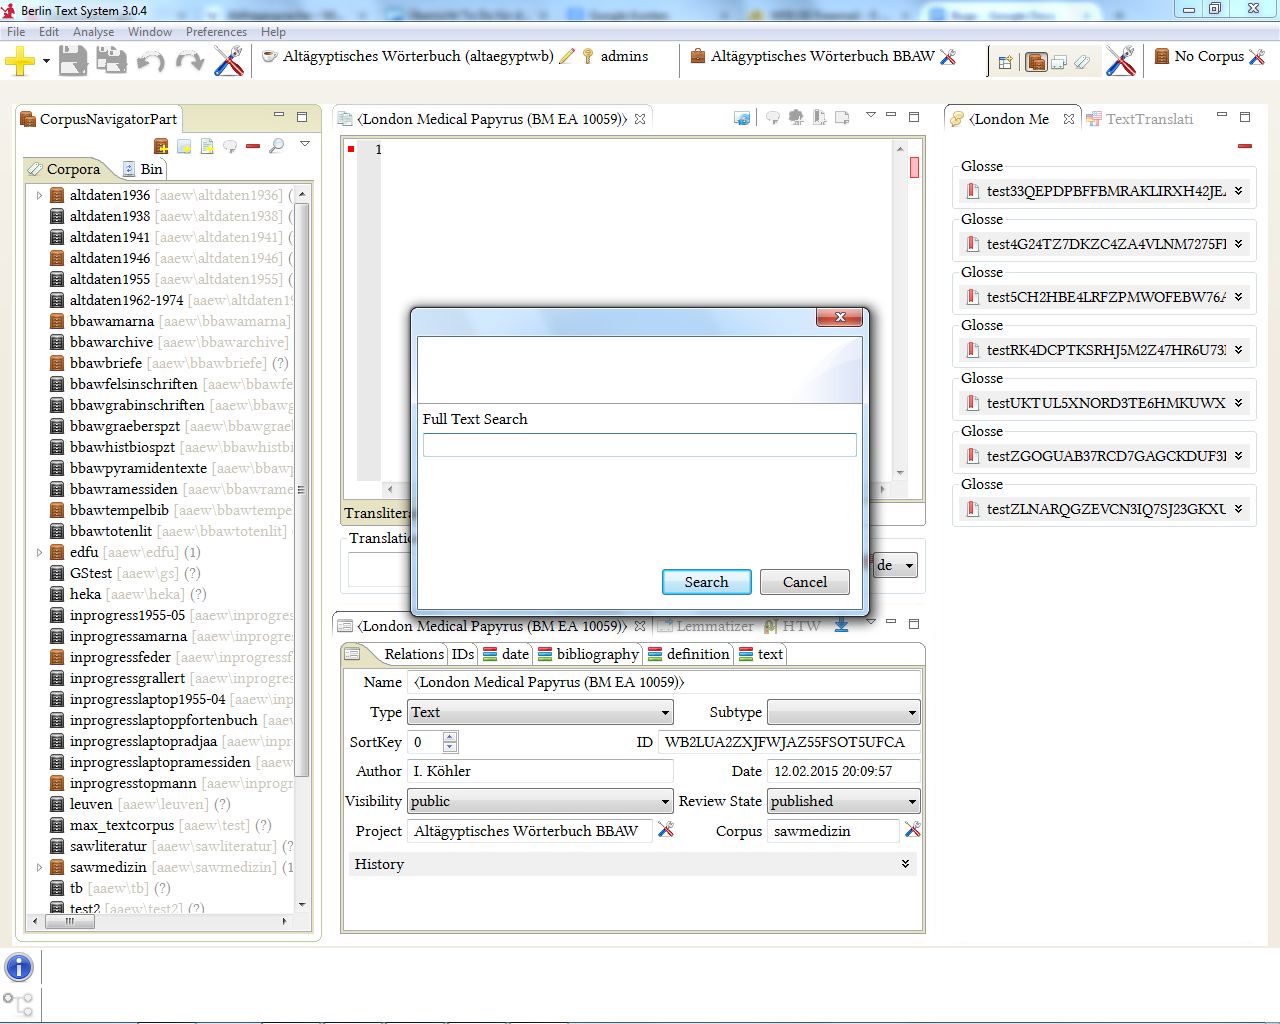 Berlin Text System 3.0.4
File Edit Analyse Window Preferences Help
Altägyptisches Wörterbuch (altaegyptwb) admins Altägyptisches Wörterbuch BBAW No Corpus
CorpusNavigatorPart
Corpora Bin
altdaten1936 [aaew\altdaten1936] (
altdaten1938 [aaew\altdaten1938] (
altdaten1941 [aaew\altdaten1941] (
altdaten1946 [aaew\altdaten1946] (
altdaten1955 [aaew\altdaten1955] (
altdaten1962-1974 [aaew\altdaten19
bbawamarna [aaew\bbawamarna]
bbawarchive [aaew\bbawarchive]
bbawbriefe [aaew\bbawbriefe] (?)
bbawfelsinschriften [aaew\bbawfe
bbawgrabinschriften [aaew\bbawg
bbawgraeberspzt [aaew\bbawgrae
bbawhistbiospzt [aaew\bbawhistbi
bbawpyramidentexte [aaew\bbawp
bbawramessiden [aaew\bbawrame
bbawtempelbib [aaew\bbawtempe
bbawtotenlit [aaew\bbawtotenlit]
edfu [aaew\edfu] (1)
GStest [aaew\gs] (?)
heka [aaew\heka] (?)
inprogress1955-05 [aaew\inprogres
inprogressamarna [aaew\inprogres
inprogressfeder [aaew\inprogressf
inprogressgrallert [aaew\inprogres
inprogresslaptop1955-04 [aaew\inp
inprogresslaptoppfortenbuch [aaev
inprogresslaptopradjaa [aaew\inpr
inprogresslaptopramessiden [aaew
inprogresstopmann [aaew\inprogr
leuven [aaew\leuven] (?)
max_textcorpus [aaew\test] (?)
sawliteratur [aaew\sawliteratur] (?
sawmedizin [aaew\sawmedizin] (1
tb [aaew\tb] (?)
test2 [aaew\test2] (?)
⟨London Medical Papyrus (BM EA 10059)⟩
1
Full Text Search
Search Cancel
Translitera
Translatio
de
⟨London Medical Papyrus (BM EA 10059)⟩ Lemmatizer HTW
Relations IDs date bibliography definition text
Name ⟨London Medical Papyrus (BM EA 10059)⟩
Type Text Subtype
SortKey 0 ID WB2LUA2ZXJFWJAZ55FSOT5UFCA
Author I. Köhler Date 12.02.2015 20:09:57
Visibility public Review State published
Project Altägyptisches Wörterbuch BBAW Corpus sawmedizin
History
⟨London Me TextTranslati
Glosse
test33QEPDPBFFBMRAKLIRXH42JEA
Glosse
test4G24TZ7DKZC4ZA4VLNM7275FI
Glosse
test5CH2HBE4LRFZPMWOFEBW76A
Glosse
testRK4DCPTKSRHJ5M2Z47HR6U73I
Glosse
testUKTUL5XNORD3TE6HMKUWX
Glosse
testZGOGUAB37RCD7GAGCKDUF3I
Glosse
testZLNARQGZEVCN3IQ7SJ23GKXU